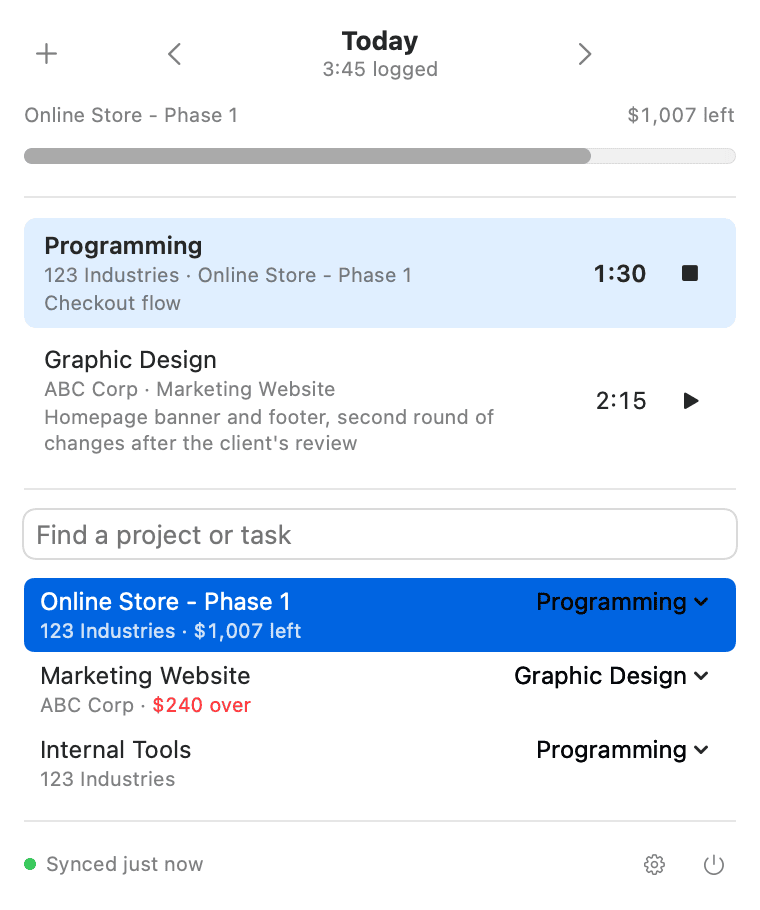 Today
3:45 logged
Online Store - Phase 1 $1,007 left
Programming
123 Industries · Online Store - Phase 1
Checkout flow
1:30
Graphic Design
ABC Corp · Marketing Website
Homepage banner and footer, second round of
changes after the client's review
2:15
Find a project or task
Online Store - Phase 1 Programming
123 Industries · $1,007 left
Marketing Website Graphic Design
ABC Corp · $240 over
Internal Tools Programming
123 Industries
Synced just now